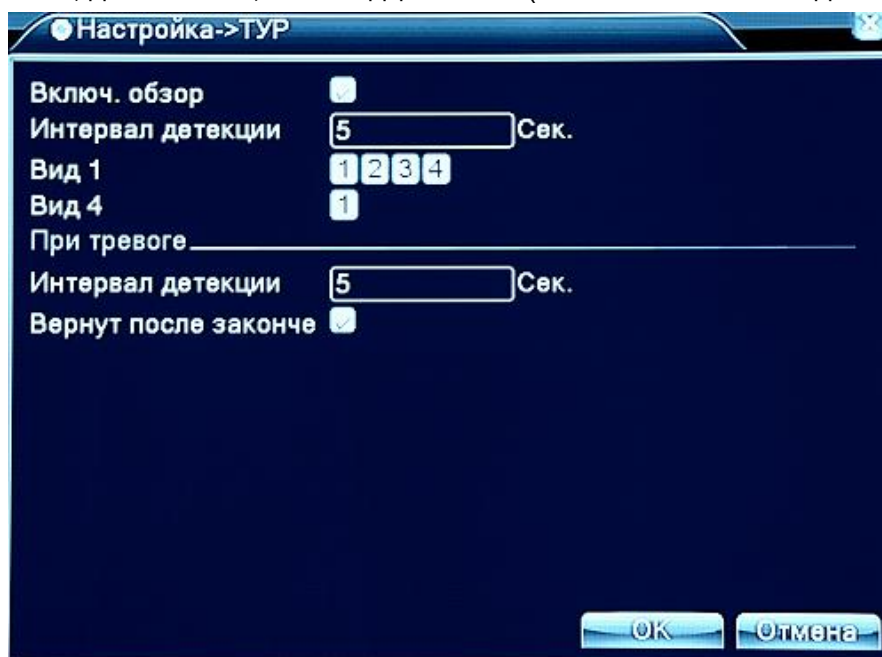 Настройка->ТУР
Включ. обзор
Интервал детекции 5 Сек.
Вид 1 1 2 3 4
Вид 4 1
При тревоге
Интервал детекции 5 Сек.
Вернут после законче
OK Отмена